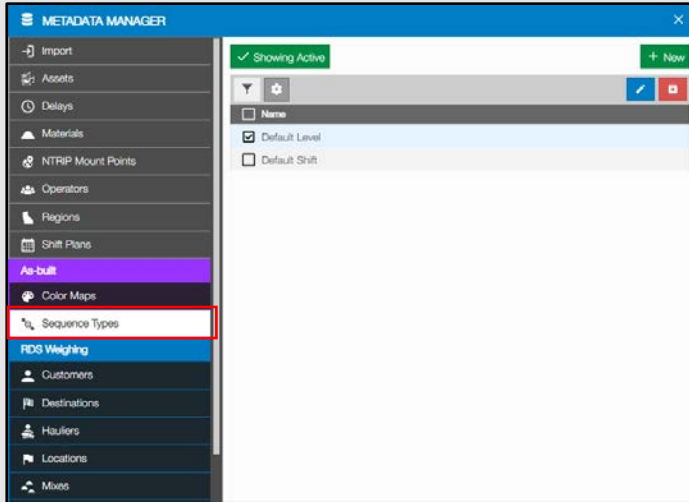 METADATA MANAGER
Import
Assets
Delays
Materials
NTRIP Mount Points
Operators
Regions
Shift Plans
As-built
Color Maps
Sequence Types
RDS Weighing
Customers
Destinations
Hauliers
Locations
Mixes
Showing Active
+ New
Name
Default Level
Default Shift